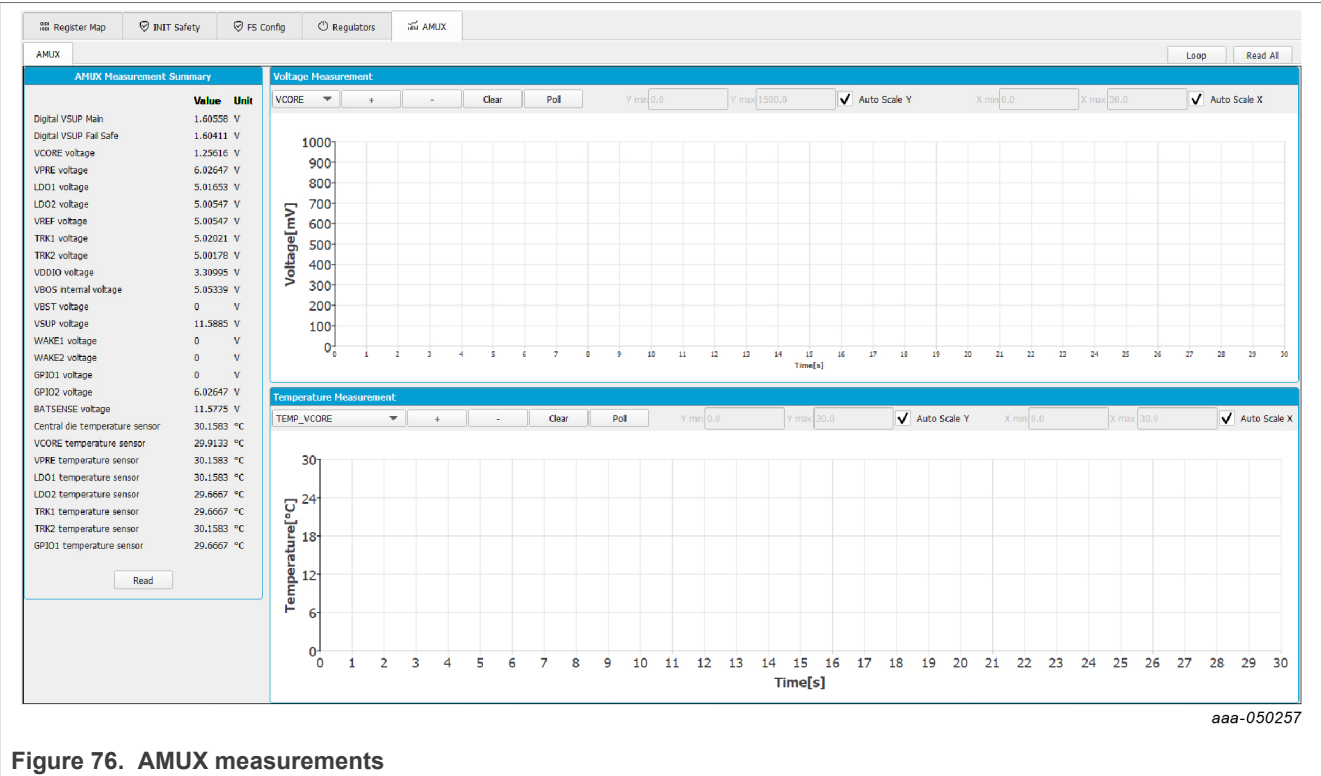 Register Map INIT Safety FS Config Regulators AMUX
AMUX Loop Read All
AMUX Measurement Summary
Value Unit
Digital VSUP Main 1.60558 V
Digital VSUP Fail Safe 1.60411 V
VCORE voltage 1.25616 V
VPRE voltage 6.02647 V
LDO1 voltage 5.01653 V
LDO2 voltage 5.00547 V
VREF voltage 5.00547 V
TRK1 voltage 5.02021 V
TRK2 voltage 5.00178 V
VDDIO voltage 3.30995 V
VBOS internal voltage 5.05339 V
VBST voltage 0 V
VSUP voltage 11.5885 V
WAKE1 voltage 0 V
WAKE2 voltage 0 V
GPIO1 voltage 0 V
GPIO2 voltage 6.02647 V
BATSENSE voltage 11.5775 V
Central die temperature sensor 30.1583 °C
VCORE temperature sensor 29.9133 °C
VPRE temperature sensor 30.1583 °C
LDO1 temperature sensor 30.1583 °C
LDO2 temperature sensor 29.6667 °C
TRK1 temperature sensor 29.6667 °C
TRK2 temperature sensor 30.1583 °C
GPIO1 temperature sensor 29.6667 °C
Read
Voltage Measurement
VCORE + - Clear Poll Y min 0.0 Y max 1500.0 Auto Scale Y X min 0.0 X max 30.0 Auto Scale X
Voltage[mV]
1000
900
800
700
600
500
400
300
200
100
0
0 1 2 3 4 5 6 7 8 9 10 11 12 13 14 15 16 17 18 19 20 21 22 23 24 25 26 27 28 29 30
Time[s]
Temperature Measurement
TEMP_VCORE + - Clear Poll Y min 0.0 Y max 30.0 Auto Scale Y X min 0.0 X max 30.0 Auto Scale X
Temperature[°C]
30
24
18
12
6
0
0 1 2 3 4 5 6 7 8 9 10 11 12 13 14 15 16 17 18 19 20 21 22 23 24 25 26 27 28 29 30
Time[s]
aaa-050257
Figure 76. AMUX measurements